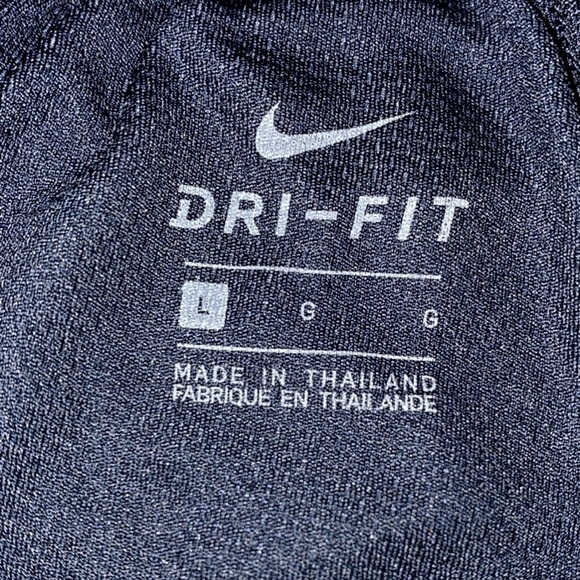 DRI-FIT
L G G
MADE IN THAILAND
FABRIQUE EN THAILANDE